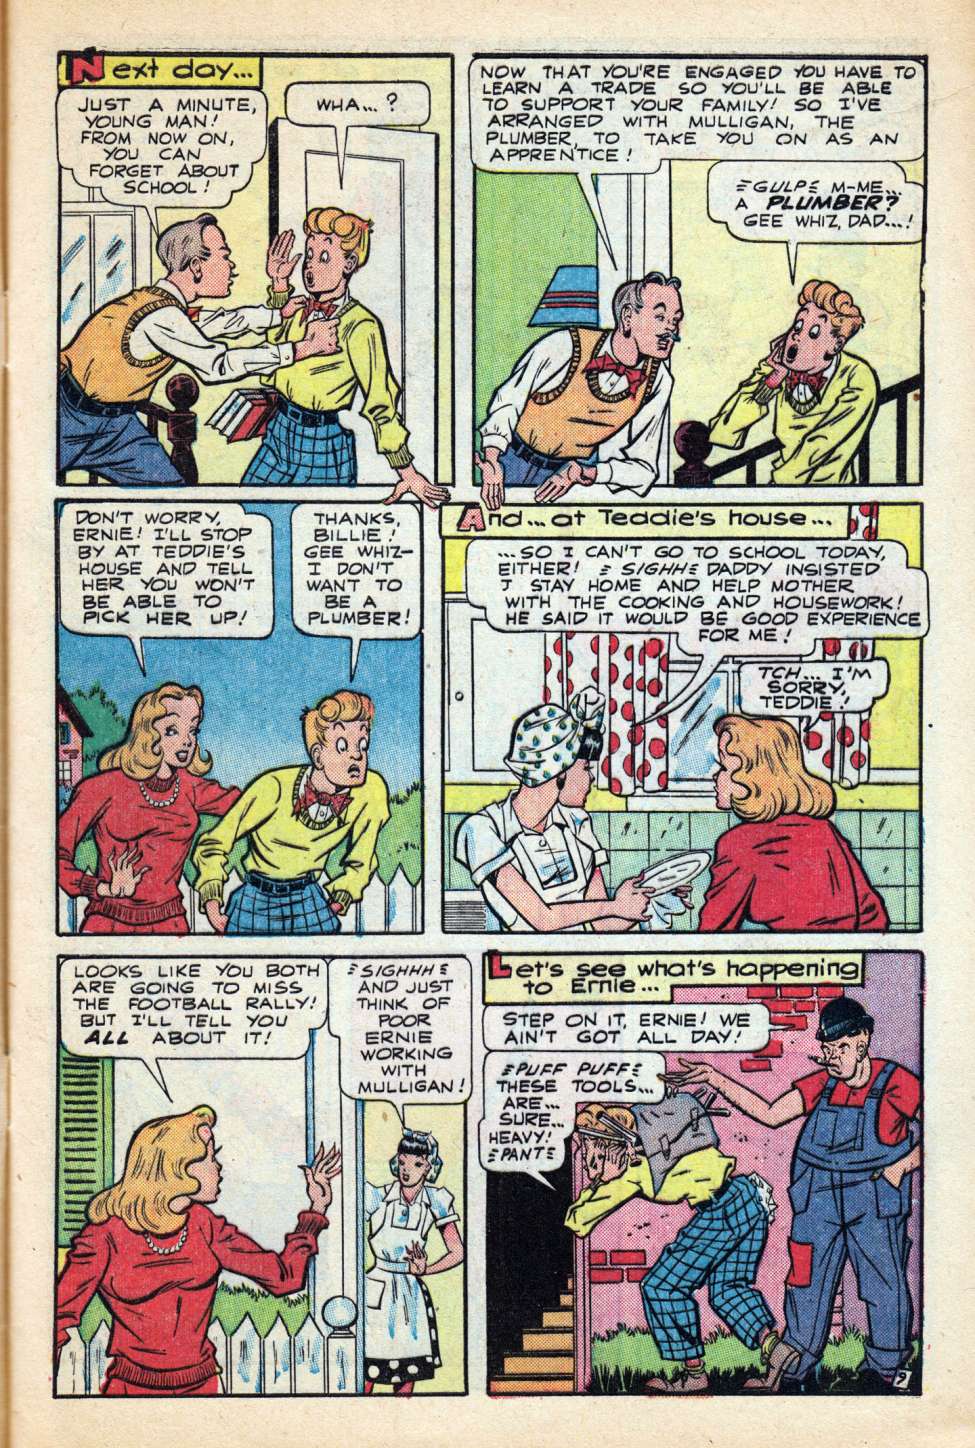 Next day...
JUST A MINUTE,
YOUNG MAN!
FROM NOW ON,
YOU CAN
FORGET ABOUT
SCHOOL!
WHA...?
NOW THAT YOU'RE ENGAGED YOU HAVE TO
LEARN A TRADE SO YOU'LL BE ABLE
TO SUPPORT YOUR FAMILY! SO I'VE
ARRANGED WITH MULLIGAN, THE
PLUMBER, TO TAKE YOU ON AS AN
APPRENTICE!
GULP M-ME...
A PLUMBER?
GEE WHIZ, DAD...!
DON'T WORRY,
ERNIE! I'LL STOP
BY AT TEDDIE'S
HOUSE AND TELL
HER YOU WON'T
BE ABLE TO
PICK HER UP!
THANKS,
BILLIE!
GEE WHIZ-
I DON'T
WANT TO
BE A
PLUMBER!
And... at Teddie's house...
...SO I CAN'T GO TO SCHOOL TODAY,
EITHER! SIGHH DADDY INSISTED
I STAY HOME AND HELP MOTHER
WITH THE COOKING AND HOUSEWORK!
HE SAID IT WOULD BE GOOD EXPERIENCE
FOR ME!
TCH... I'M
SORRY,
TEDDIE!
LOOKS LIKE YOU BOTH
ARE GOING TO MISS
THE FOOTBALL RALLY!
BUT I'LL TELL YOU
ALL ABOUT IT!
SIGHHH
AND JUST
THINK OF
POOR
ERNIE
WORKING
WITH
MULLIGAN!
Let's see what's happening
to Ernie...
STEP ON IT, ERNIE! WE
AIN'T GOT ALL DAY!
PUFF PUFF
THESE TOOLS...
ARE...
SURE...
HEAVY!
PANT
9